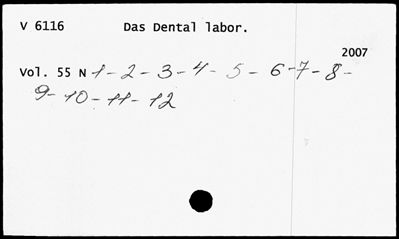 V 6116 Das Dental labor.
2007
Vol. 55 N 1 - 2 - 3 - 4 - 5 - 6 - 7 - 8 -
9 - 10 - 11 - 12